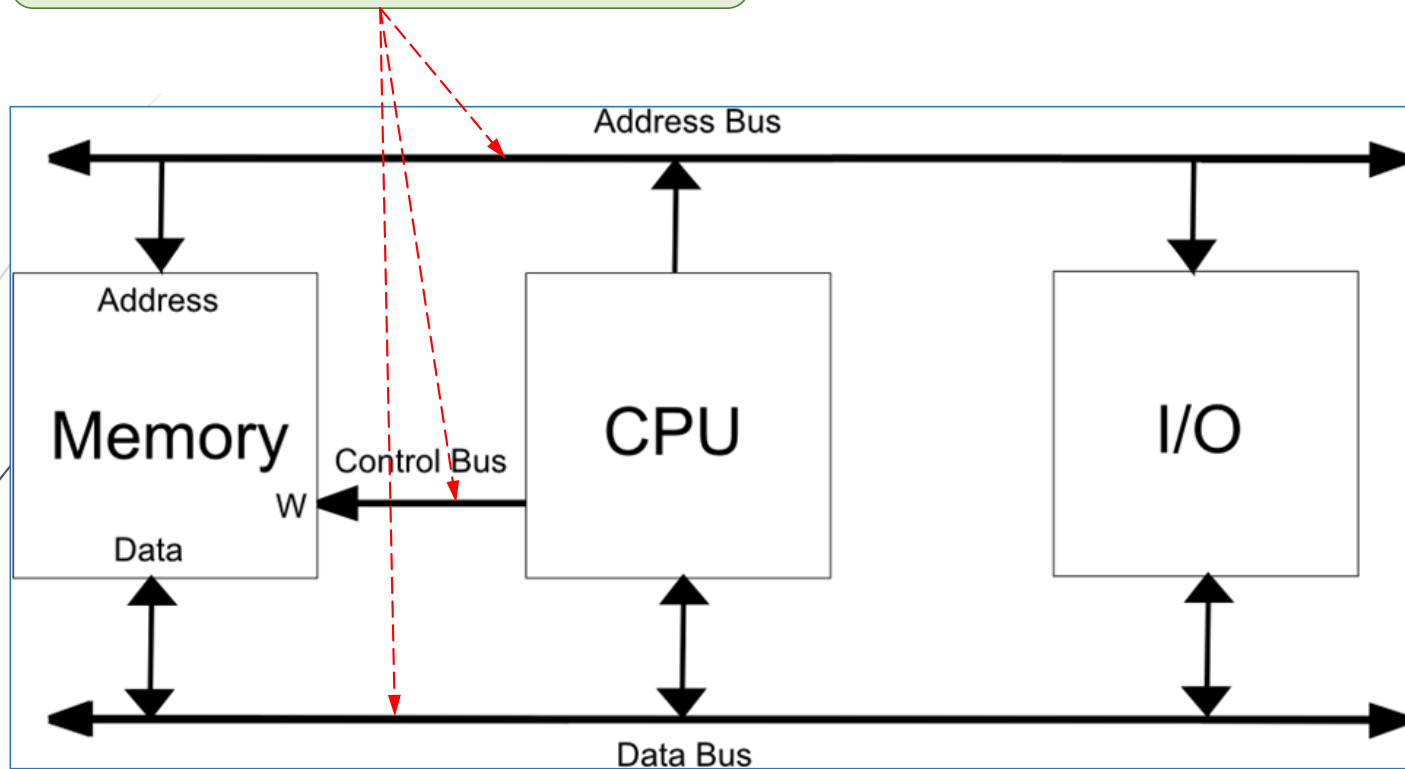 Address Bus
Address
Memory
CPU
I/O
Control Bus
W
Data
Data Bus